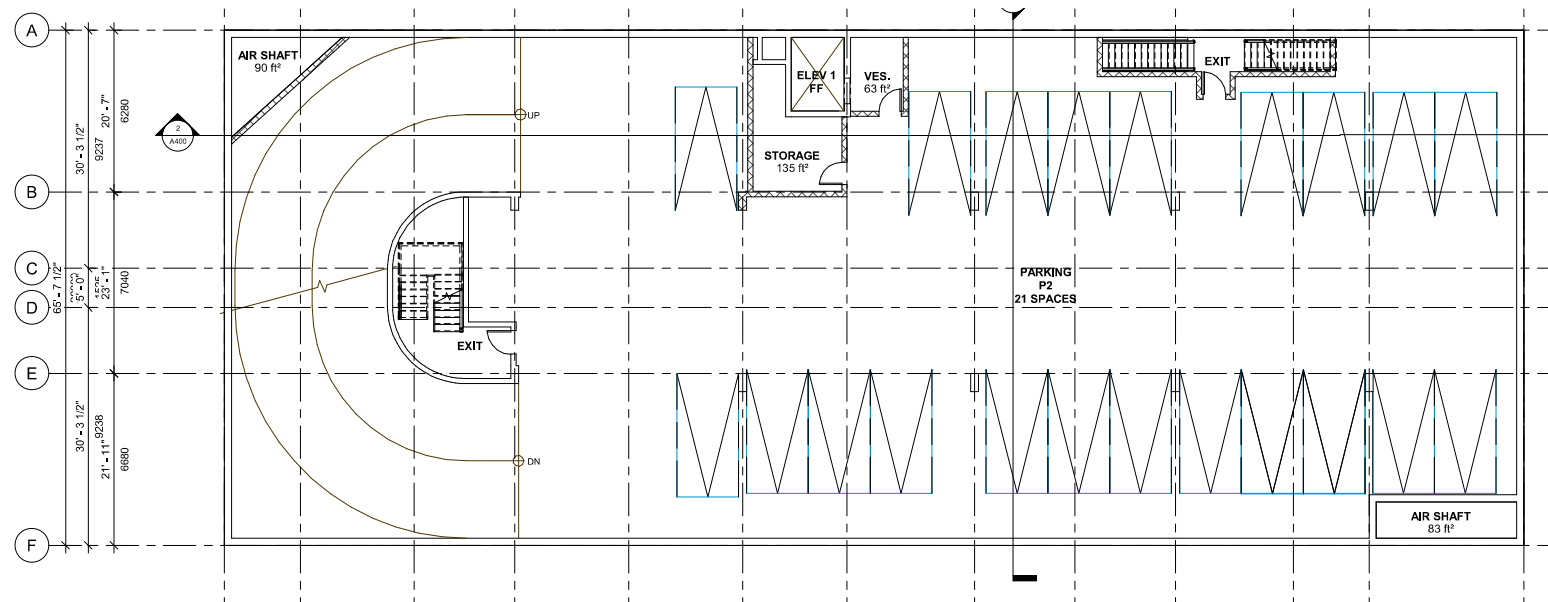 A
B
C
D
E
F
AIR SHAFT
90 ft²
UP
ELEV 1
FF
VES.
63 ft²
EXIT
2
A400
STORAGE
135 ft²
20' - 7"
6280
30' - 3 1/2"
9237
65' - 7 1/2"
5' - 0"
23' - 1"
7040
PARKING
P2
21 SPACES
EXIT
30' - 3 1/2"
9238
21' - 11"
6680
DN
AIR SHAFT
83 ft²